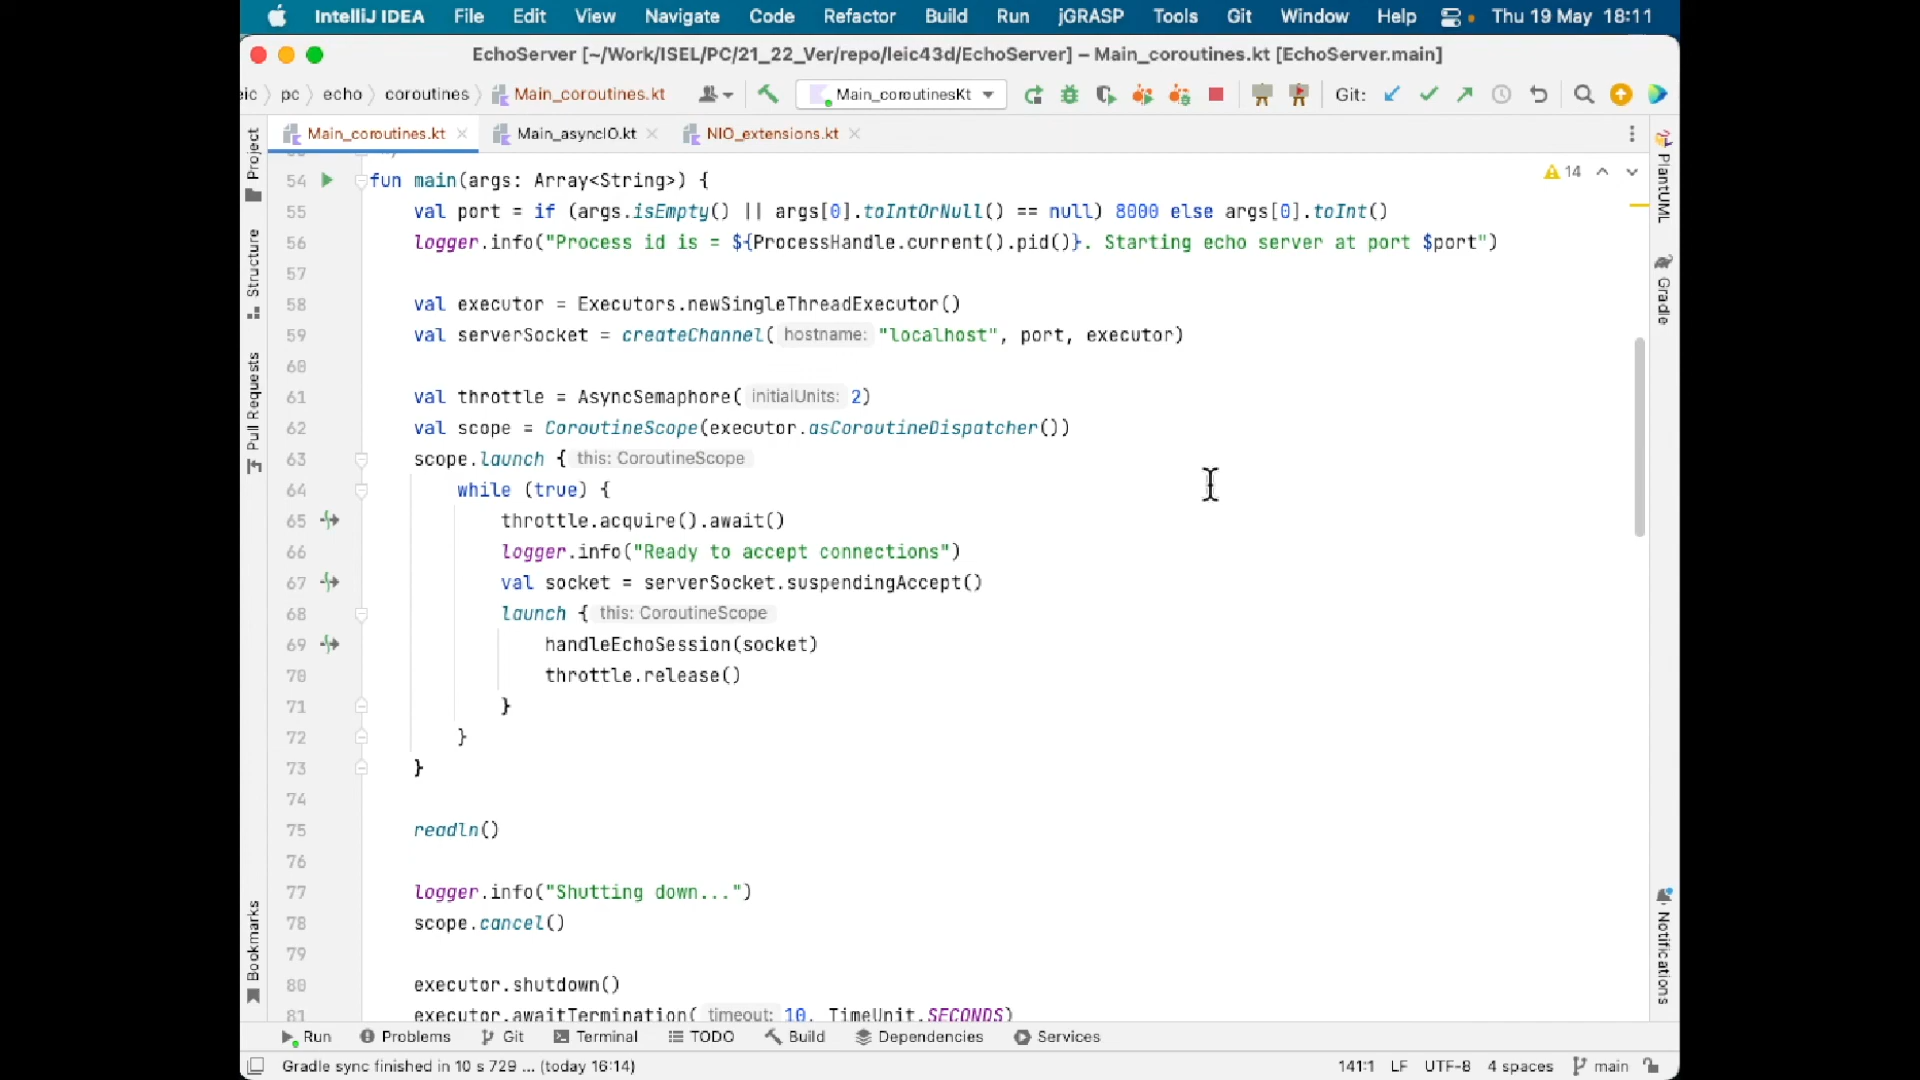 IntelliJ IDEA File Edit View Navigate Code Refactor Build Run jGRASP Tools Git Window Help Thu 19 May 18:11
EchoServer [~/Work/ISEL/PC/21_22_Ver/repo/leic43d/EchoServer] – Main_coroutines.kt [EchoServer.main]
eic pc echo coroutines Main_coroutines.kt Main_coroutinesKt Git:
Main_coroutines.kt Main_asyncIO.kt NIO_extensions.kt
Project
Structure
Pull Requests
Bookmarks
14
54 fun main(args: Array<String>) {
55 val port = if (args.isEmpty() || args[0].toIntOrNull() == null) 8000 else args[0].toInt()
56 logger.info("Process id is = ${ProcessHandle.current().pid()}. Starting echo server at port $port")
57
58 val executor = Executors.newSingleThreadExecutor()
59 val serverSocket = createChannel( hostname: "localhost", port, executor)
60
61 val throttle = AsyncSemaphore( initialUnits: 2)
62 val scope = CoroutineScope(executor.asCoroutineDispatcher())
63 scope.launch { this: CoroutineScope
64 while (true) {
65 throttle.acquire().await()
66 logger.info("Ready to accept connections")
67 val socket = serverSocket.suspendingAccept()
68 launch { this: CoroutineScope
69 handleEchoSession(socket)
70 throttle.release()
71 }
72 }
73 }
74
75 readln()
76
77 logger.info("Shutting down...")
78 scope.cancel()
79
80 executor.shutdown()
81 executor.awaitTermination( timeout: 10, TimeUnit.SECONDS)
PlantUML
Gradle
Notifications
Run Problems Git Terminal TODO Build Dependencies Services
Gradle sync finished in 10 s 729 ... (today 16:14) 141:1 LF UTF-8 4 spaces main